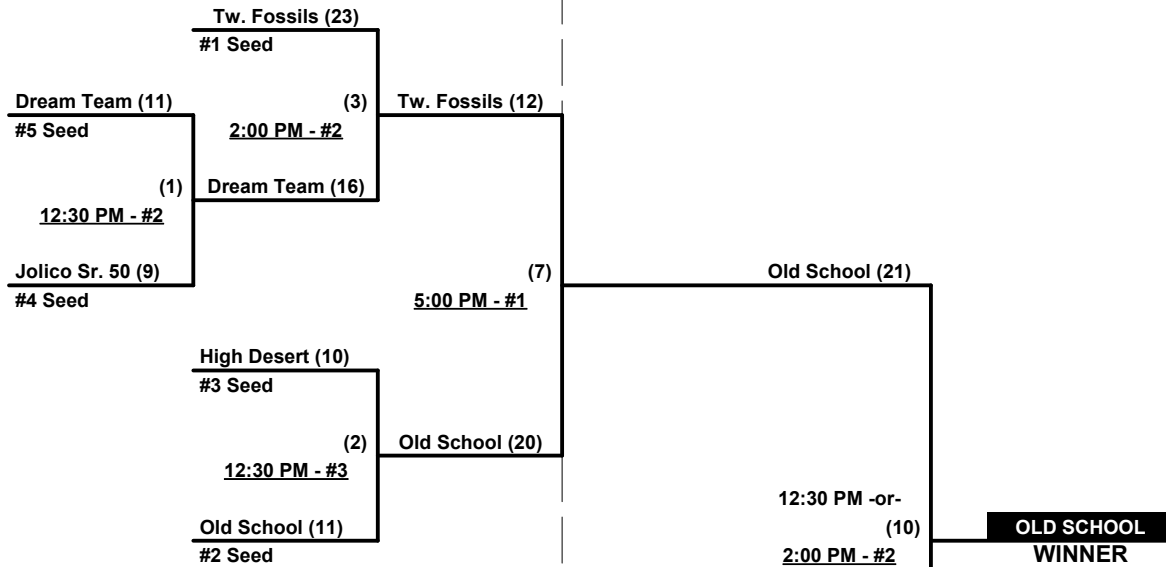 Tw. Fossils (23)
#1 Seed
Dream Team (11)
(3)
Tw. Fossils (12)
#5 Seed
2:00 PM - #2
(1)
Dream Team (16)
12:30 PM - #2
Jolico Sr. 50 (9)
(7)
Old School (21)
#4 Seed
5:00 PM - #1
High Desert (10)
#3 Seed
(2)
Old School (20)
12:30 PM - #3
12:30 PM -or-
Old School (11)
(10)
OLD SCHOOL
#2 Seed
2:00 PM - #2
WINNER